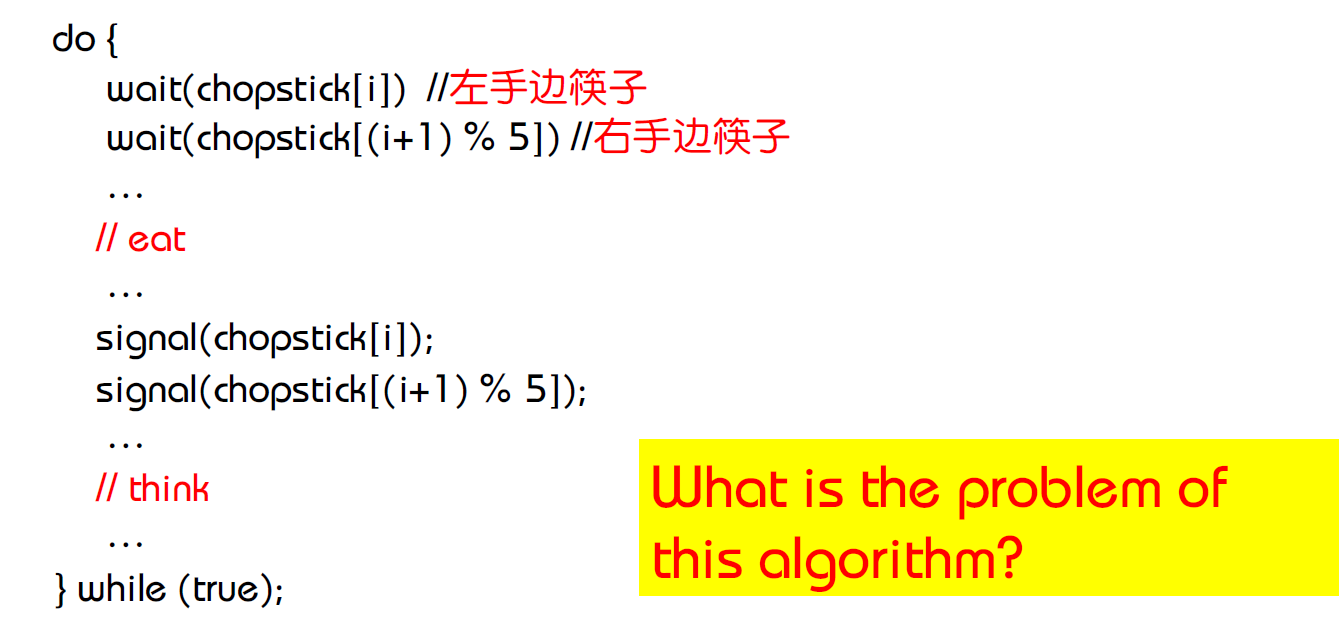 do {
wait(chopstick[i]) //左手边筷子
wait(chopstick[(i+1) % 5]) //右手边筷子
...
// eat
...
signal(chopstick[i]);
signal(chopstick[(i+1) % 5]);
...
// think
...
} while (true);
What is the problem of
this algorithm?